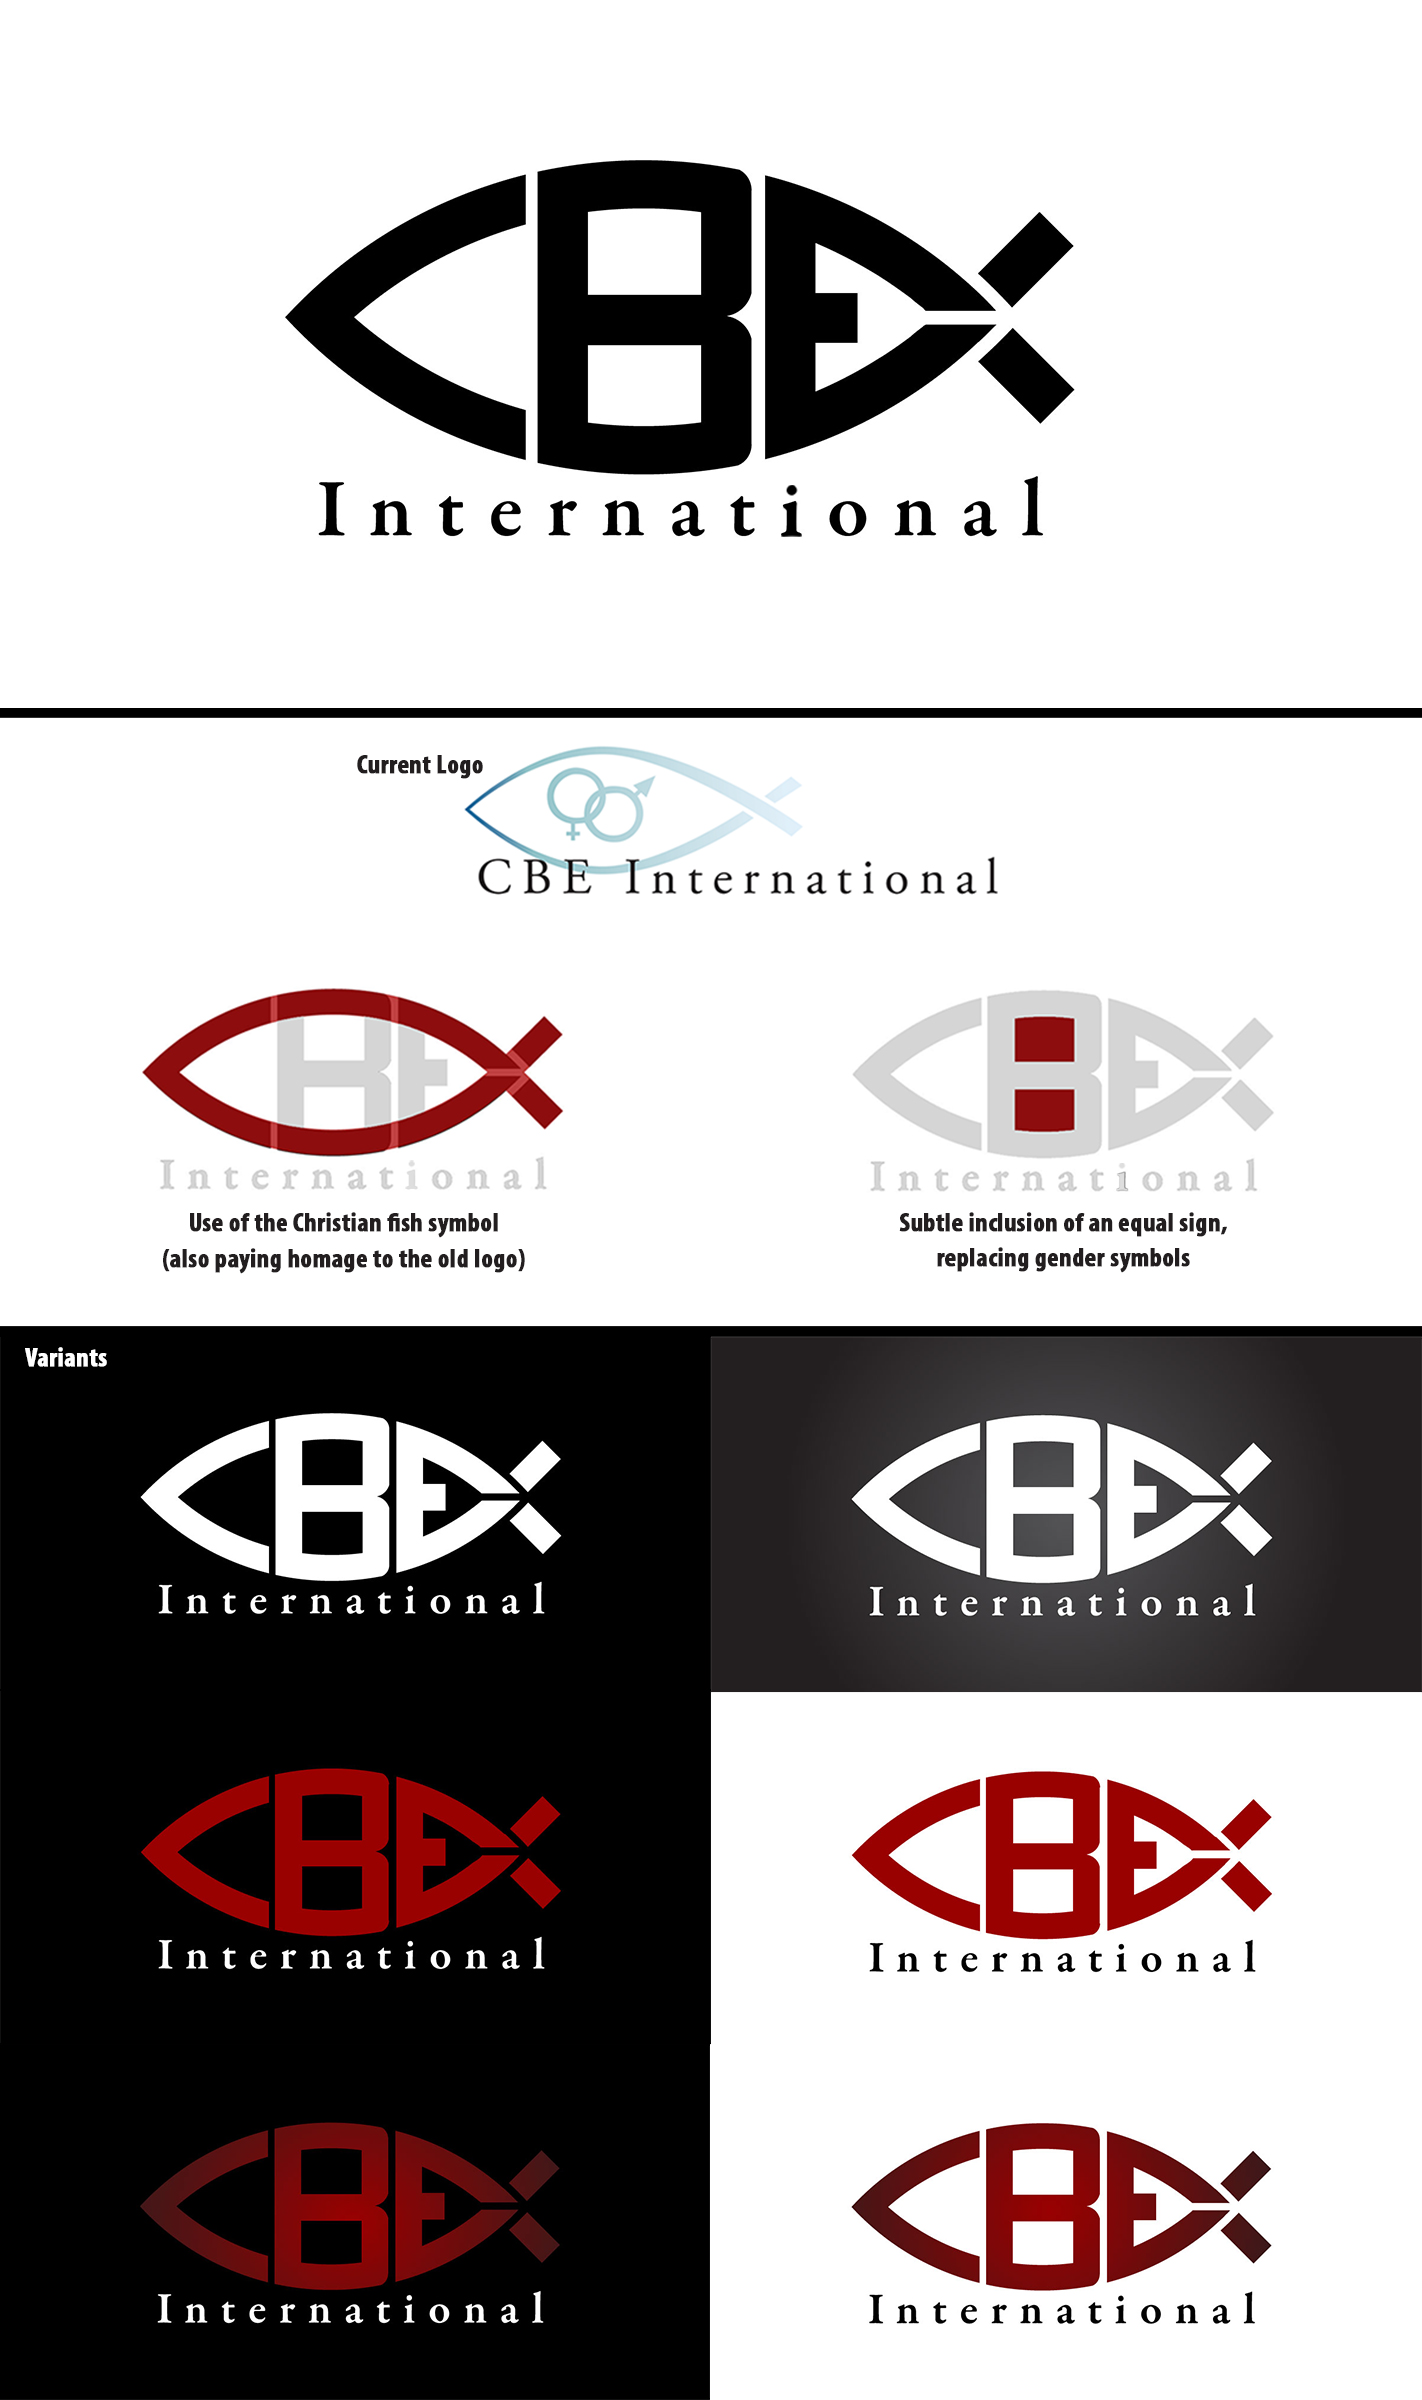 CBE
International
Current Logo
CBE International
CBE
International
Use of the Christian fish symbol
(also paying homage to the old logo)
CBE
International
Subtle inclusion of an equal sign,
replacing gender symbols
Variants
CBE
International
CBE
International
CBE
International
CBE
International
CBE
International
CBE
International